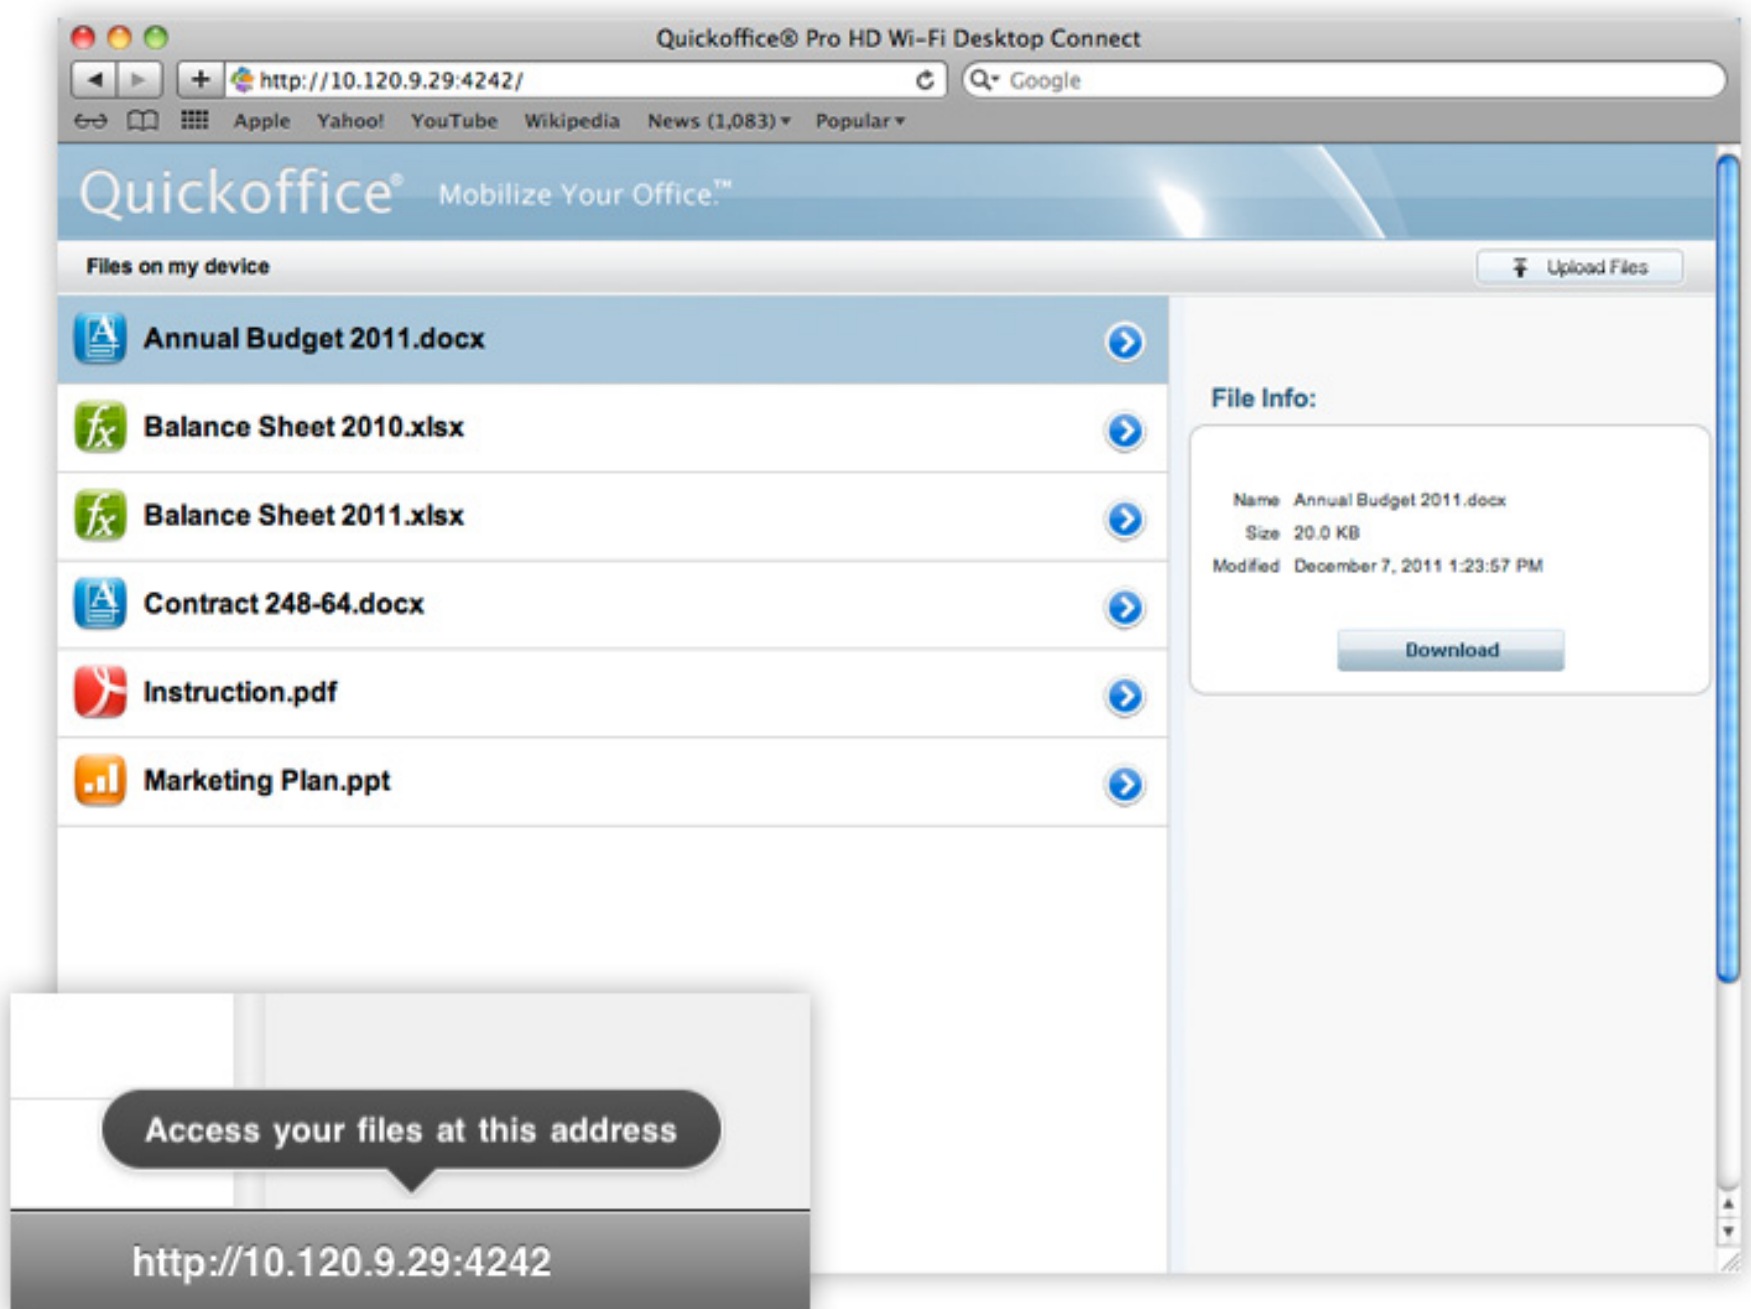 Quickoffice® Pro HD Wi-Fi Desktop Connect
http://10.120.9.29:4242/ Google
Apple Yahoo! YouTube Wikipedia News (1,083) Popular
Quickoffice® Mobilize Your Office.™
Files on my device Upload Files
Annual Budget 2011.docx
Balance Sheet 2010.xlsx
Balance Sheet 2011.xlsx
Contract 248-64.docx
Instruction.pdf
Marketing Plan.ppt
File Info:
Name Annual Budget 2011.docx
Size 20.0 KB
Modified December 7, 2011 1:23:57 PM
Download
Access your files at this address
http://10.120.9.29:4242